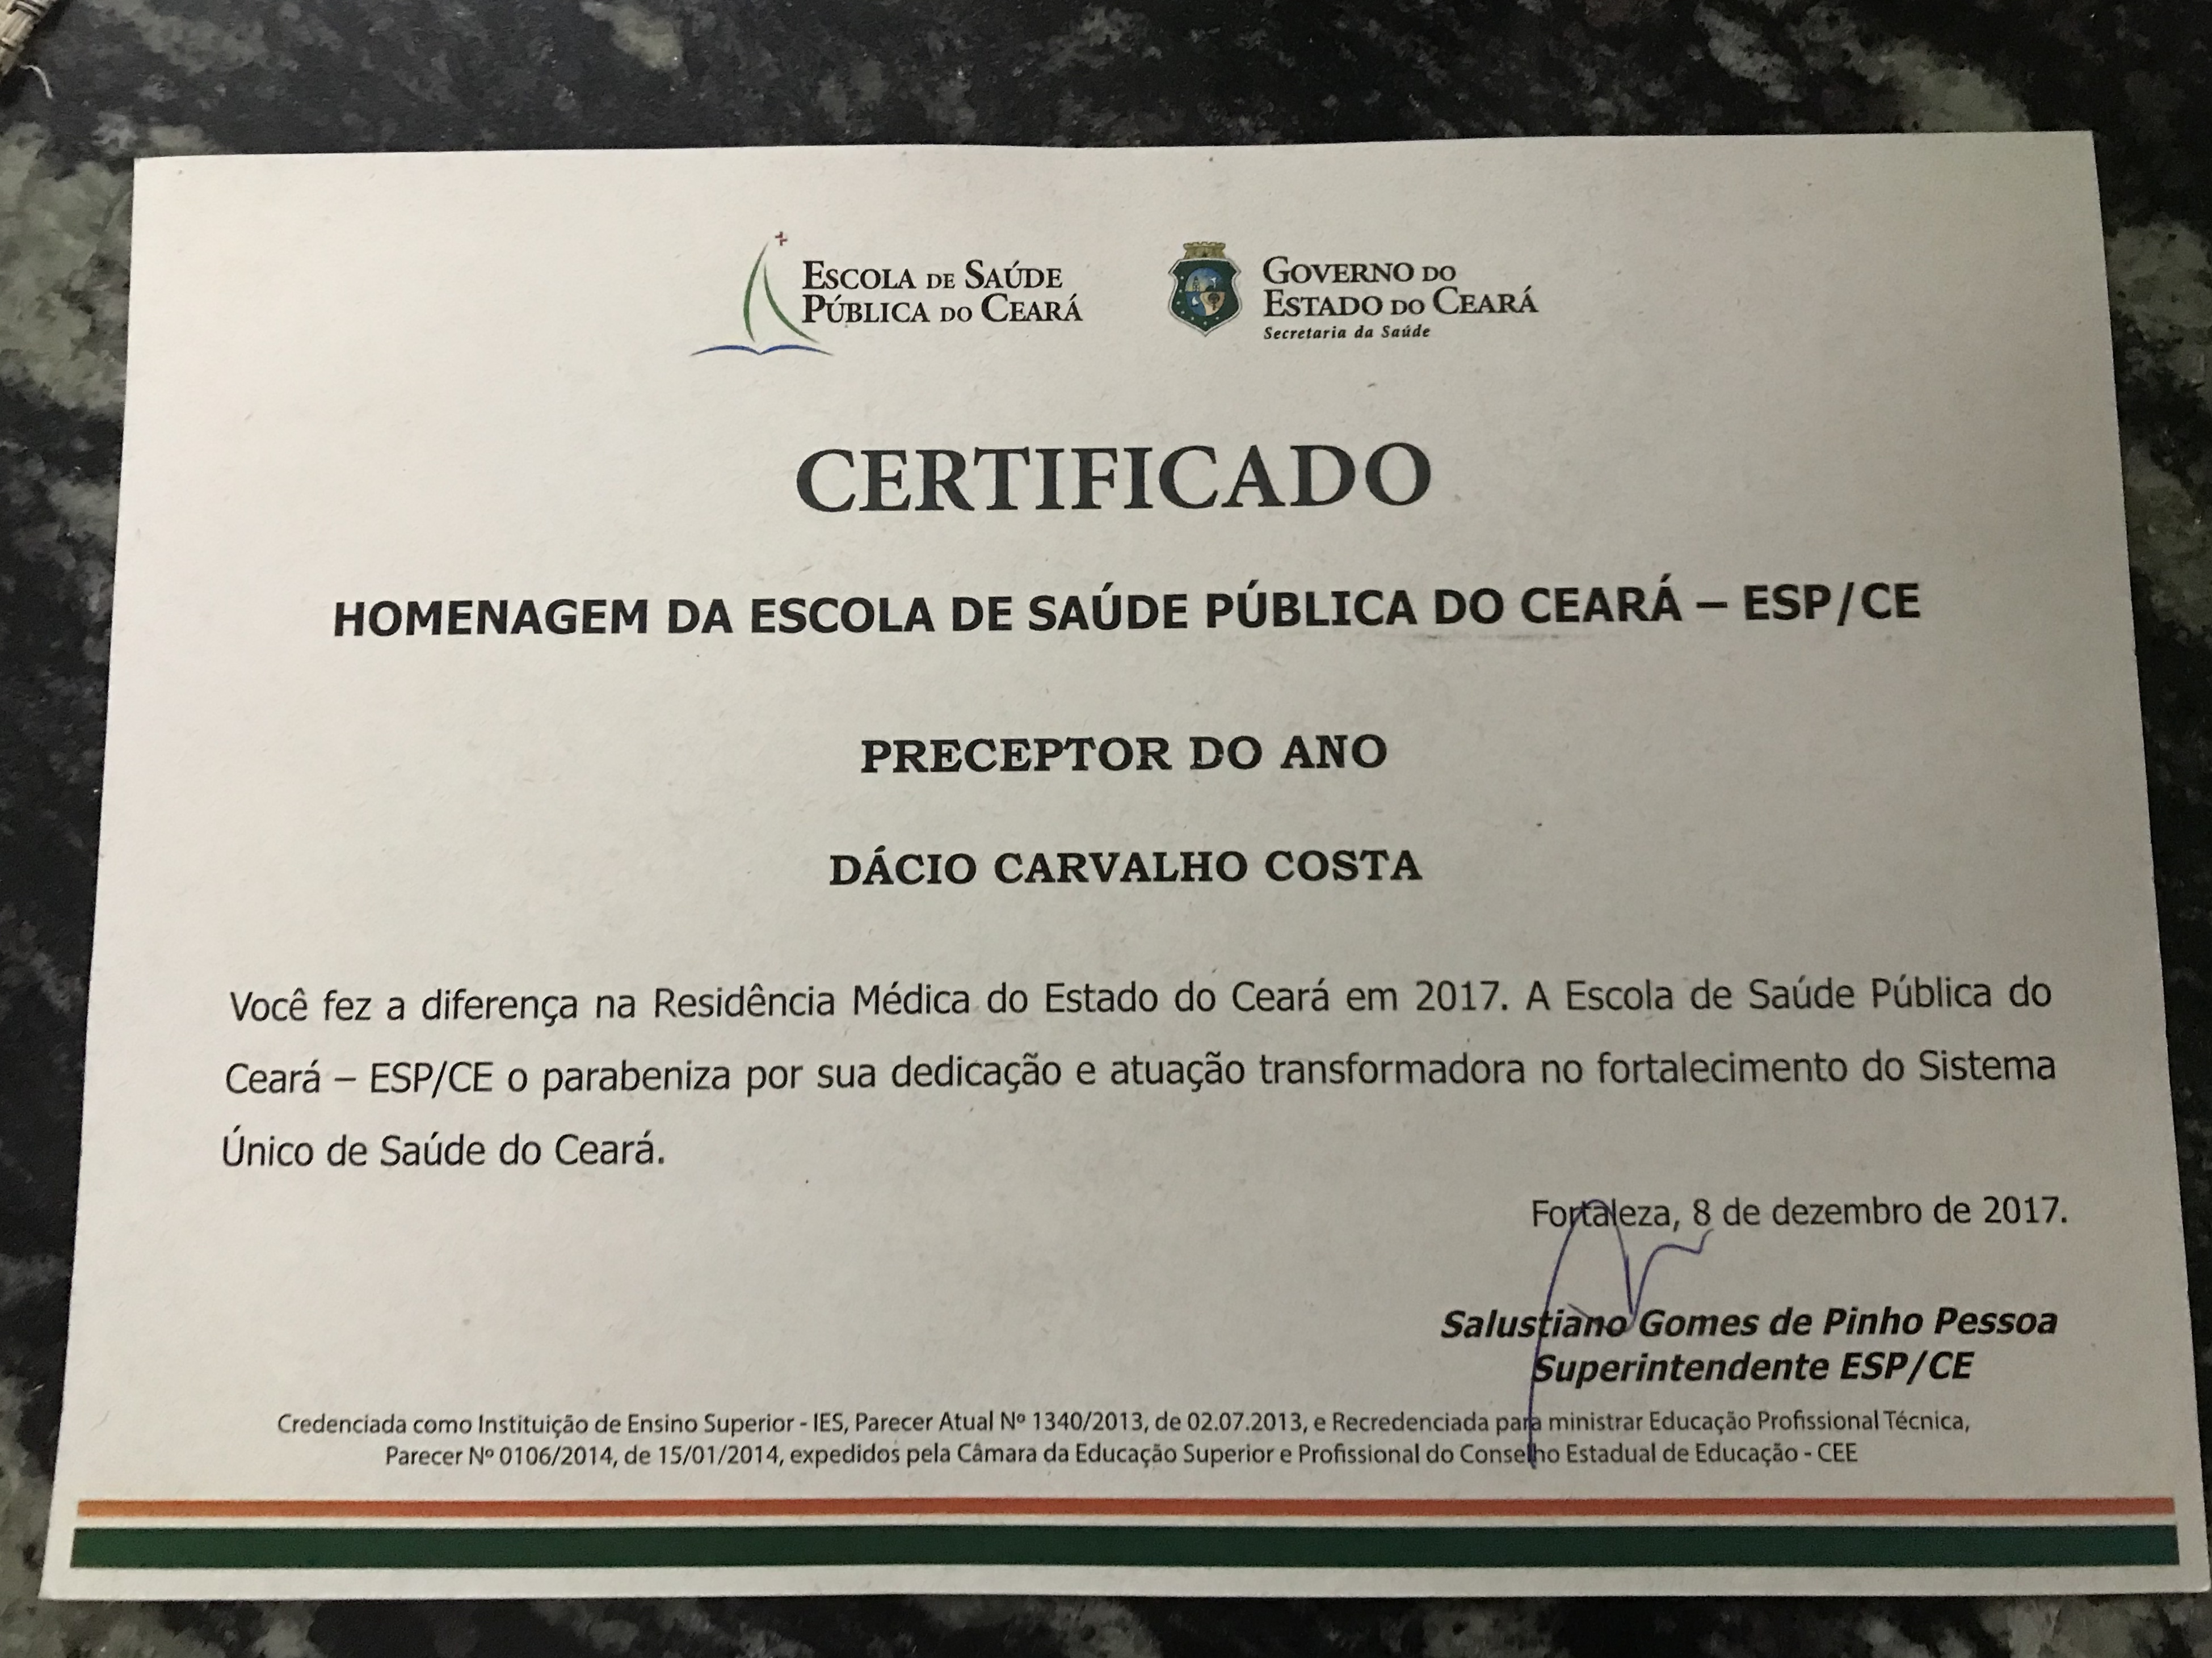 ESCOLA DE SAÚDE
PÚBLICA DO CEARÁ
GOVERNO DO
ESTADO DO CEARÁ
Secretaria da Saúde
CERTIFICADO
HOMENAGEM DA ESCOLA DE SAÚDE PÚBLICA DO CEARÁ – ESP/CE
PRECEPTOR DO ANO
DÁCIO CARVALHO COSTA
Você fez a diferença na Residência Médica do Estado do Ceará em 2017. A Escola de Saúde Pública do
Ceará – ESP/CE o parabeniza por sua dedicação e atuação transformadora no fortalecimento do Sistema
Único de Saúde do Ceará.
Fortaleza, 8 de dezembro de 2017.
Salustiano Gomes de Pinho Pessoa
Superintendente ESP/CE
Credenciada como Instituição de Ensino Superior - IES, Parecer Atual Nº 1340/2013, de 02.07.2013, e Recredenciada para ministrar Educação Profissional Técnica,
Parecer Nº 0106/2014, de 15/01/2014, expedidos pela Câmara da Educação Superior e Profissional do Conselho Estadual de Educação - CEE